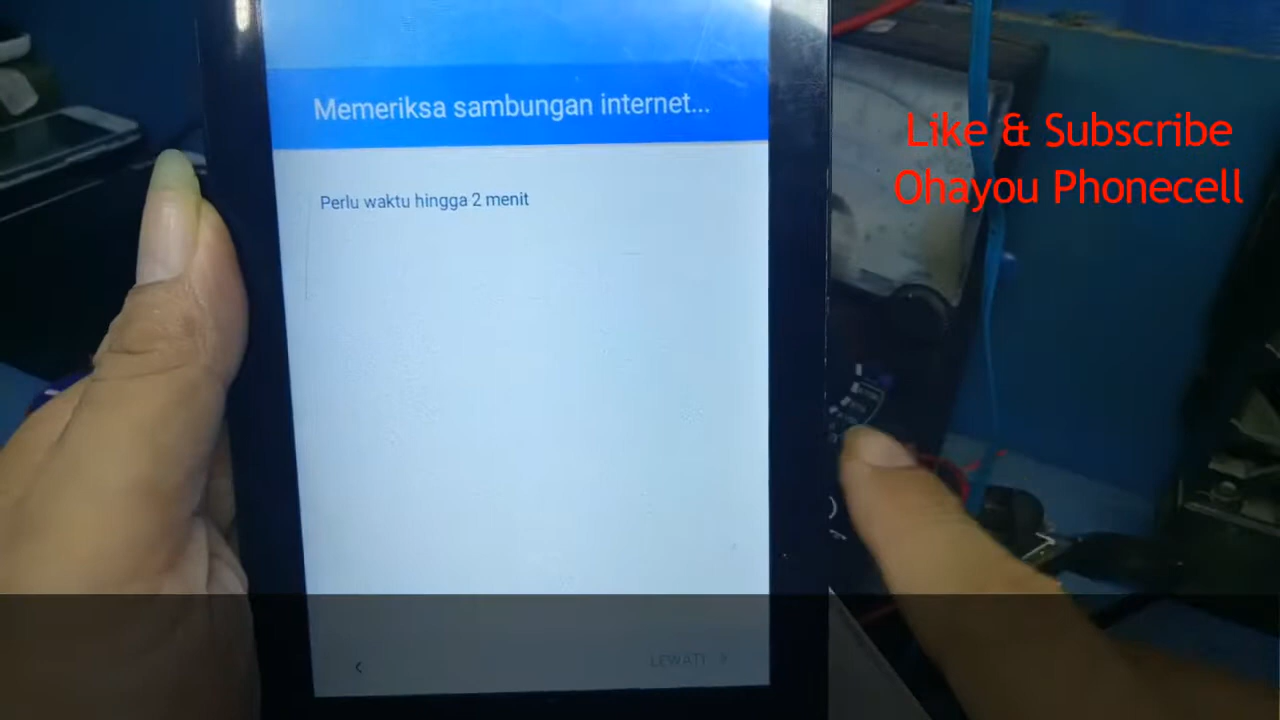 Memeriksa sambungan internet...
Perlu waktu hingga 2 menit
LEWATI
Like & Subscribe
Ohayou Phonecell